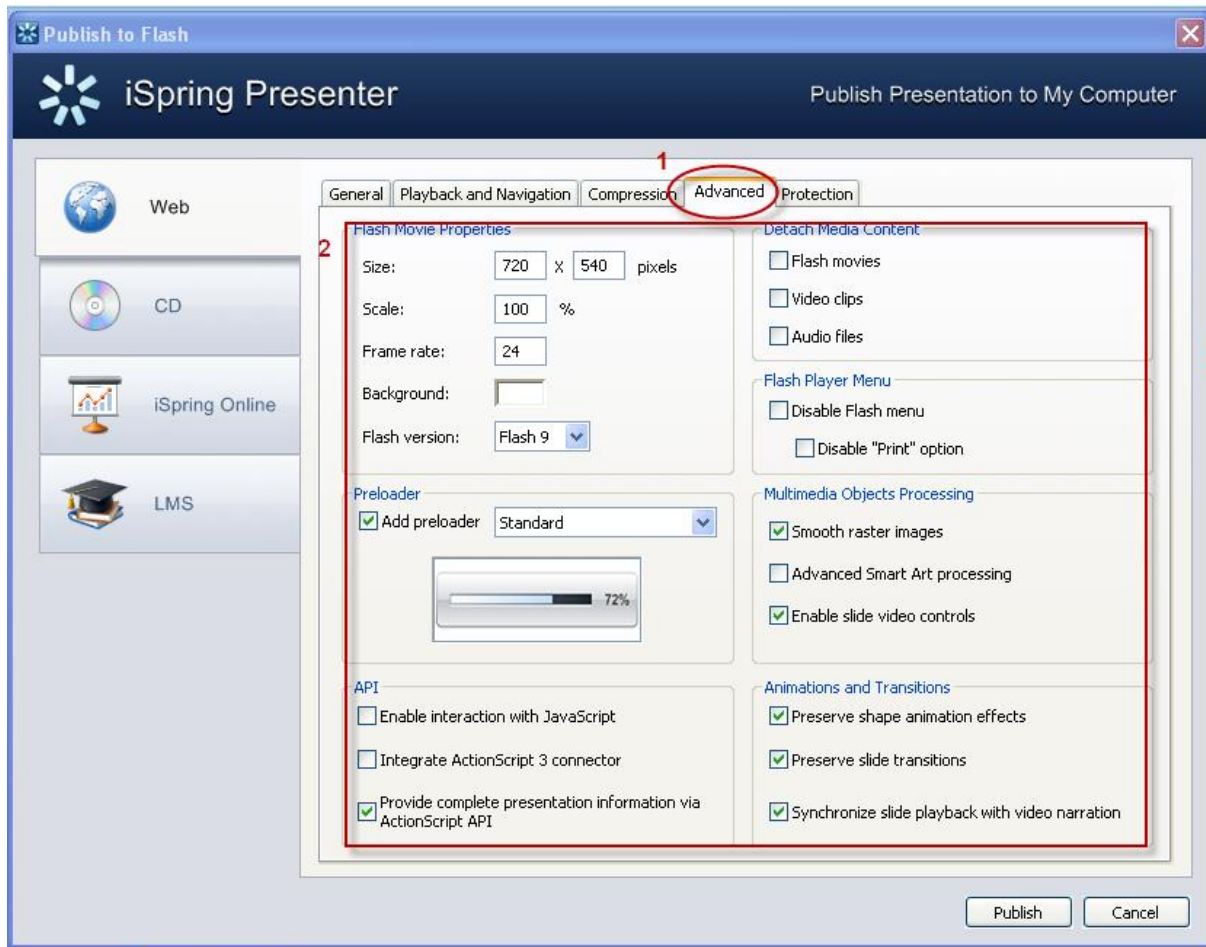 Publish to Flash
iSpring Presenter
Publish Presentation to My Computer
Web
CD
iSpring Online
LMS
1
General
Playback and Navigation
Compression
Advanced
Protection
2
Flash Movie Properties
Size: 720 X 540 pixels
Scale: 100 %
Frame rate: 24
Background:
Flash version: Flash 9
Preloader
Add preloader Standard
72%
API
Enable interaction with JavaScript
Integrate ActionScript 3 connector
Provide complete presentation information via
ActionScript API
Detach Media Content
Flash movies
Video clips
Audio files
Flash Player Menu
Disable Flash menu
Disable "Print" option
Multimedia Objects Processing
Smooth raster images
Advanced Smart Art processing
Enable slide video controls
Animations and Transitions
Preserve shape animation effects
Preserve slide transitions
Synchronize slide playback with video narration
Publish
Cancel